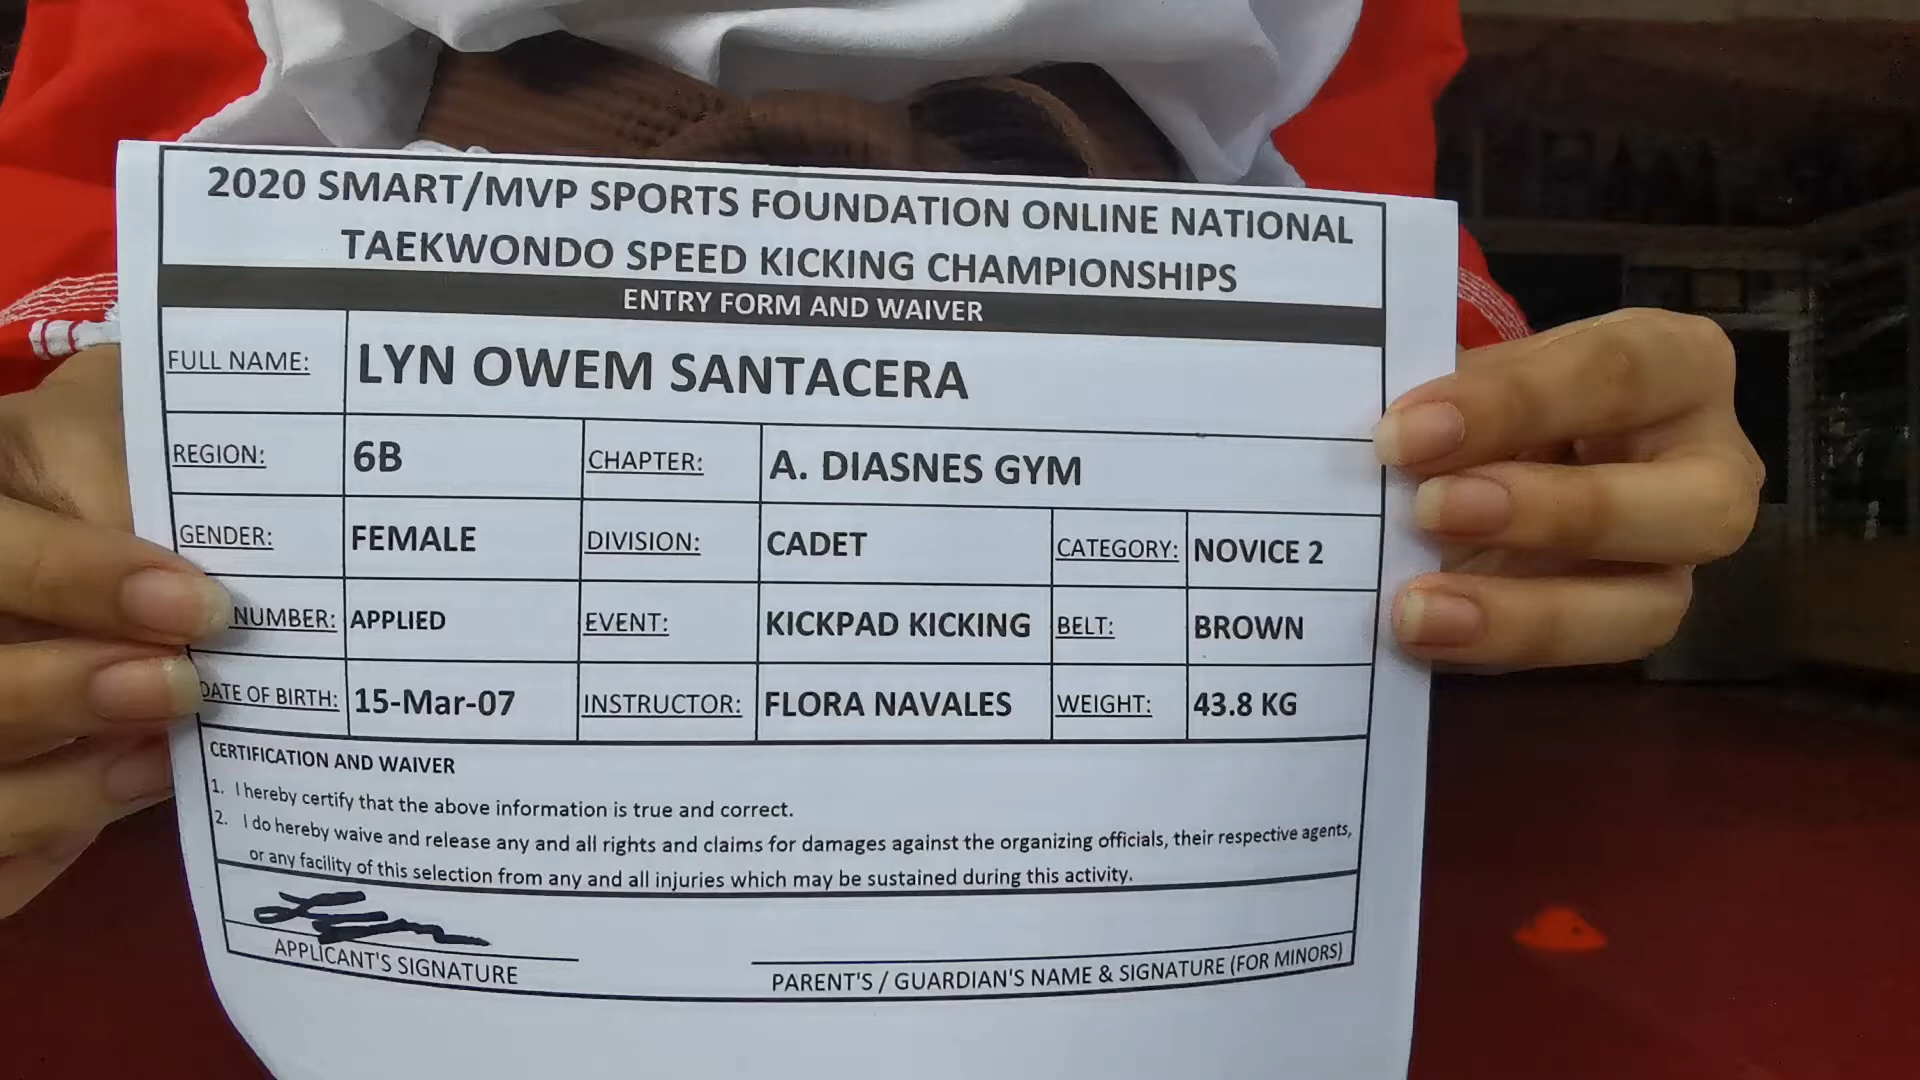 2020 SMART/MVP SPORTS FOUNDATION ONLINE NATIONAL
TAEKWONDO SPEED KICKING CHAMPIONSHIPS
ENTRY FORM AND WAIVER
FULL NAME: LYN OWEM SANTACERA
REGION: 6B CHAPTER: A. DIASNES GYM
GENDER: FEMALE DIVISION: CADET CATEGORY: NOVICE 2
NUMBER: APPLIED EVENT: KICKPAD KICKING BELT: BROWN
DATE OF BIRTH: 15-Mar-07 INSTRUCTOR: FLORA NAVALES WEIGHT: 43.8 KG
CERTIFICATION AND WAIVER
1. I hereby certify that the above information is true and correct.
2. I do hereby waive and release any and all rights and claims for damages against the organizing officials, their respective agents,
or any facility of this selection from any and all injuries which may be sustained during this activity.
APPLICANT'S SIGNATURE PARENT'S / GUARDIAN'S NAME & SIGNATURE (FOR MINORS)